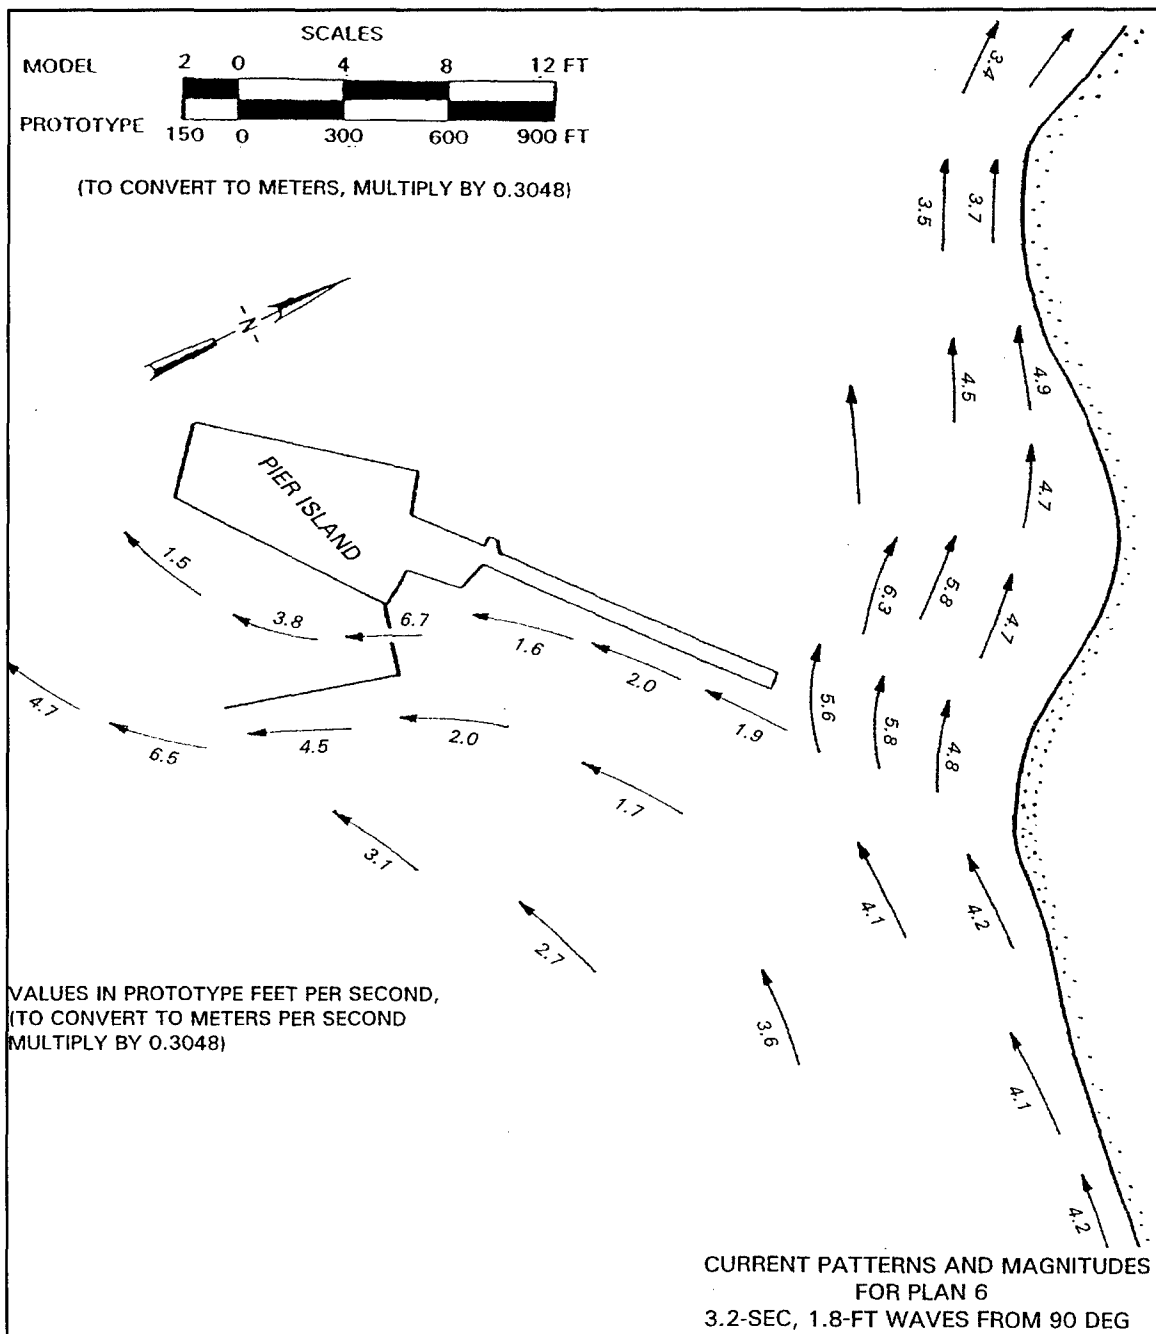 SCALES
MODEL 2 0 4 8 12 FT
PROTOTYPE 150 0 300 600 900 FT
(TO CONVERT TO METERS, MULTIPLY BY 0.3048)
-N-
3.4
3.5
3.7
4.5
4.9
4.7
PIER ISLAND
1.5
3.8
6.7
1.6
2.0
1.9
6.3
5.8
4.7
5.6
5.8
4.8
4.7
6.5
4.5
2.0
1.7
3.1
2.7
4.1
4.2
3.6
4.1
4.2
VALUES IN PROTOTYPE FEET PER SECOND,
(TO CONVERT TO METERS PER SECOND
MULTIPLY BY 0.3048)
CURRENT PATTERNS AND MAGNITUDES
FOR PLAN 6
3.2-SEC, 1.8-FT WAVES FROM 90 DEG